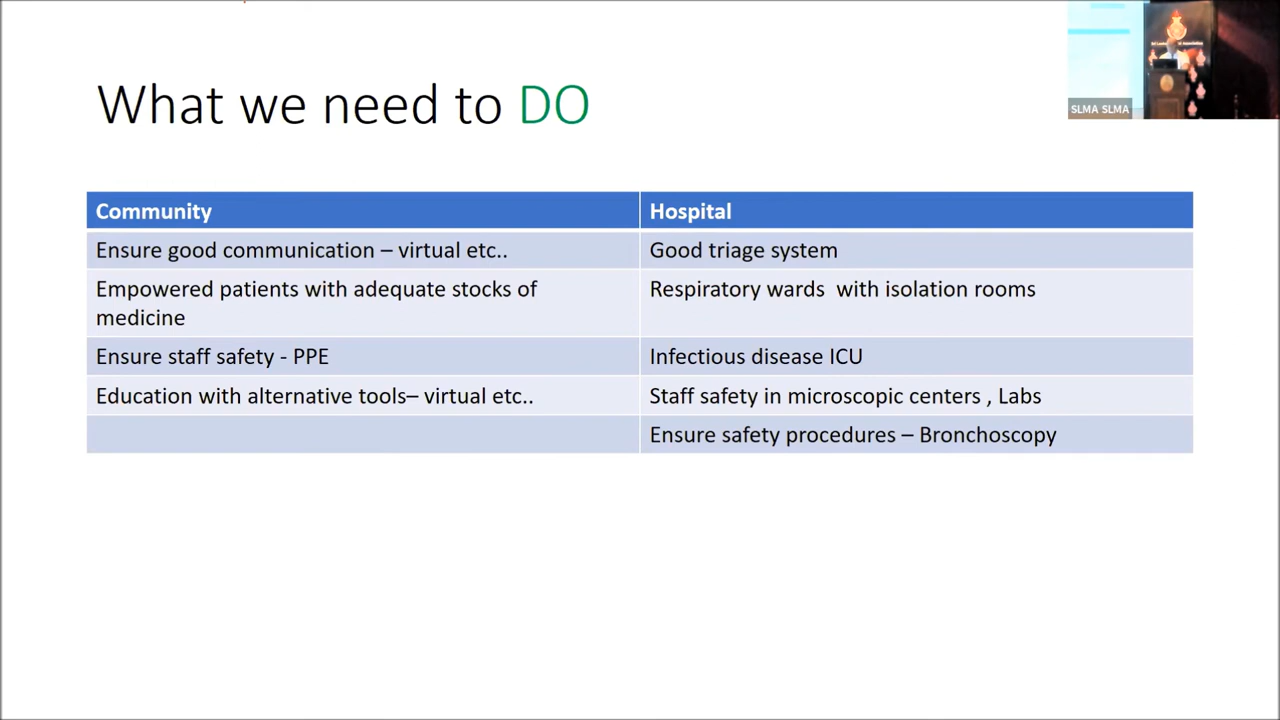 What we need to DO
SLMA SLMA
Community
Hospital
Ensure good communication – virtual etc..
Good triage system
Empowered patients with adequate stocks of
medicine
Respiratory wards  with isolation rooms
Ensure staff safety - PPE
Infectious disease ICU
Education with alternative tools– virtual etc..
Staff safety in microscopic centers , Labs
Ensure safety procedures – Bronchoscopy